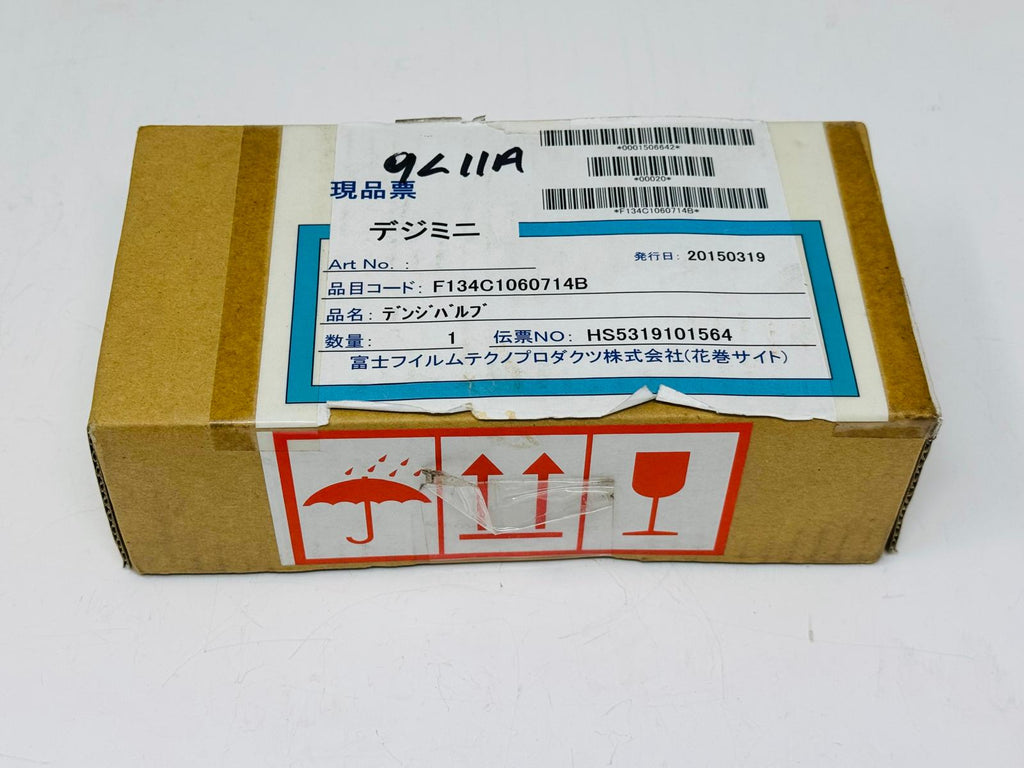 *0001506642*
9L11A
*00020*
現品票
*F134C1060714B*
デジミニ
Art No. :
発行日: 20150319
品目コード: F134C1060714B
品名: ﾃﾞﾝｼﾞﾊﾞﾙﾌﾞ
数量: 1 伝票NO: HS5319101564
富士フイルムテクノプロダクツ株式会社(花巻サイト)